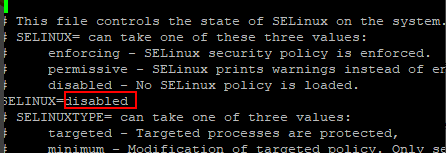 # This file controls the state of SELinux on the system.
# SELINUX= can take one of these three values:
#     enforcing - SELinux security policy is enforced.
#     permissive - SELinux prints warnings instead of en
#     disabled - No SELinux policy is loaded.
SELINUX=disabled
# SELINUXTYPE= can take one of three values:
#     targeted - Targeted processes are protected,
#     minimum - Modification of targeted policy. Only se